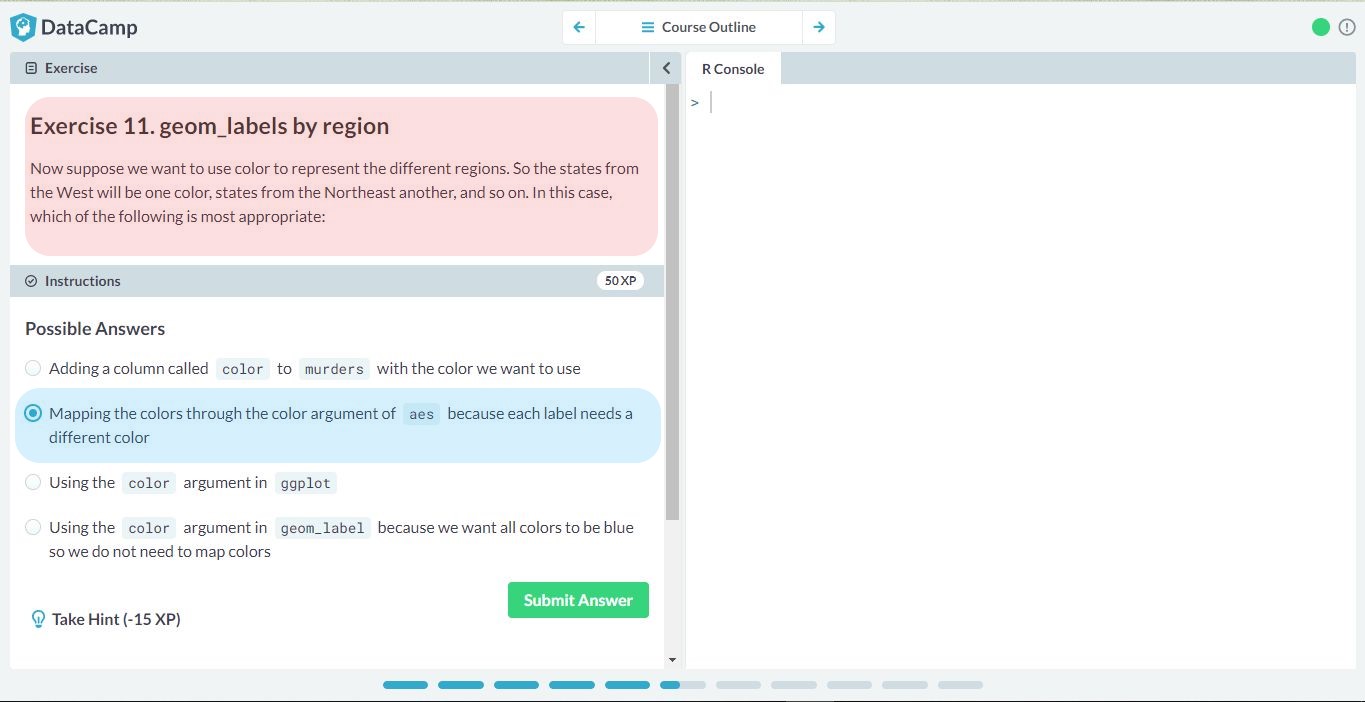 DataCamp
Course Outline
Exercise
R Console
>
Exercise 11. geom_labels by region
Now suppose we want to use color to represent the different regions. So the states from
the West will be one color, states from the Northeast another, and so on. In this case,
which of the following is most appropriate:
Instructions
50 XP
Possible Answers
Adding a column called color to murders with the color we want to use
Mapping the colors through the color argument of aes because each label needs a
different color
Using the color argument in ggplot
Using the color argument in geom_label because we want all colors to be blue
so we do not need to map colors
Submit Answer
Take Hint (-15 XP)